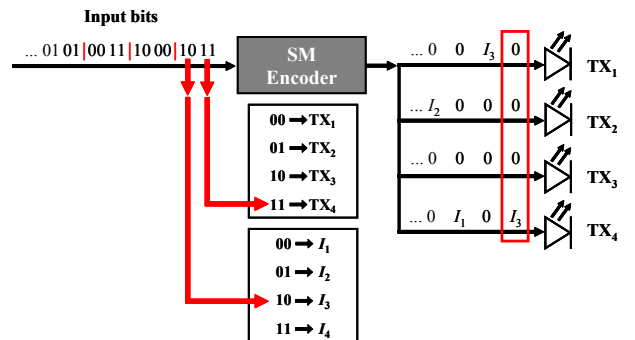 Input bits
... 01 01 | 00 11 | 10 00 | 10 11
SM
Encoder
... 0 0 I3 0
TX1
... I2 0 0 0
TX2
... 0 0 0 0
TX3
... 0 I1 0 I3
TX4
00 → TX1
01 → TX2
10 → TX3
11 → TX4
00 → I1
01 → I2
10 → I3
11 → I4